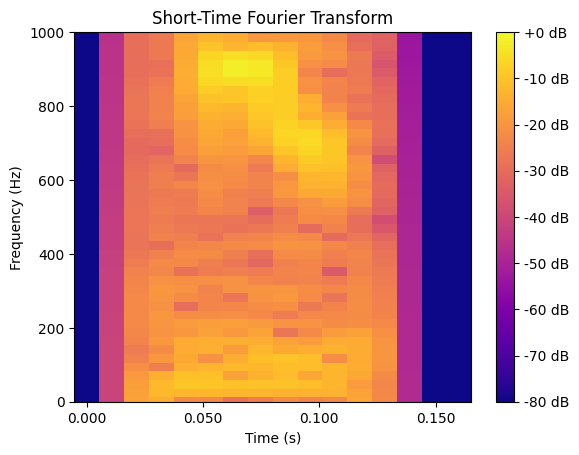 Short-Time Fourier Transform
1000
800
600
400
200
0
Frequency (Hz)
0.000
0.050
0.100
0.150
Time (s)
+0 dB
-10 dB
-20 dB
-30 dB
-40 dB
-50 dB
-60 dB
-70 dB
-80 dB